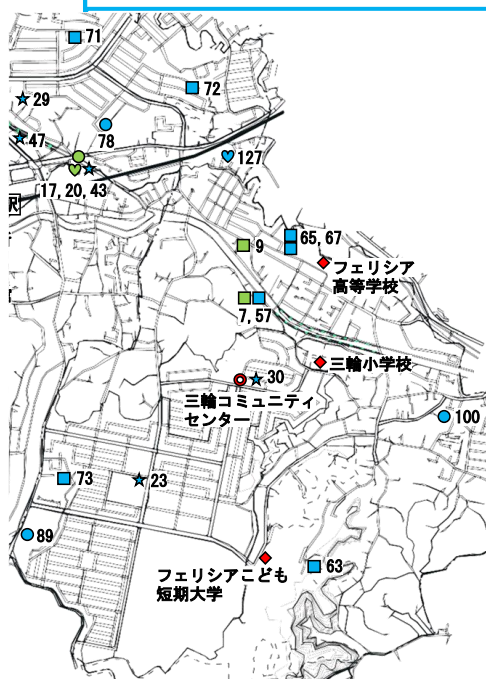 71
72
29
78
47
127
17, 20, 43
駅
9
65, 67
フェリシア
高等学校
7, 57
三輪小学校
30
三輪コミュニティ
センター
100
73
23
89
フェリシアこども
短期大学
63